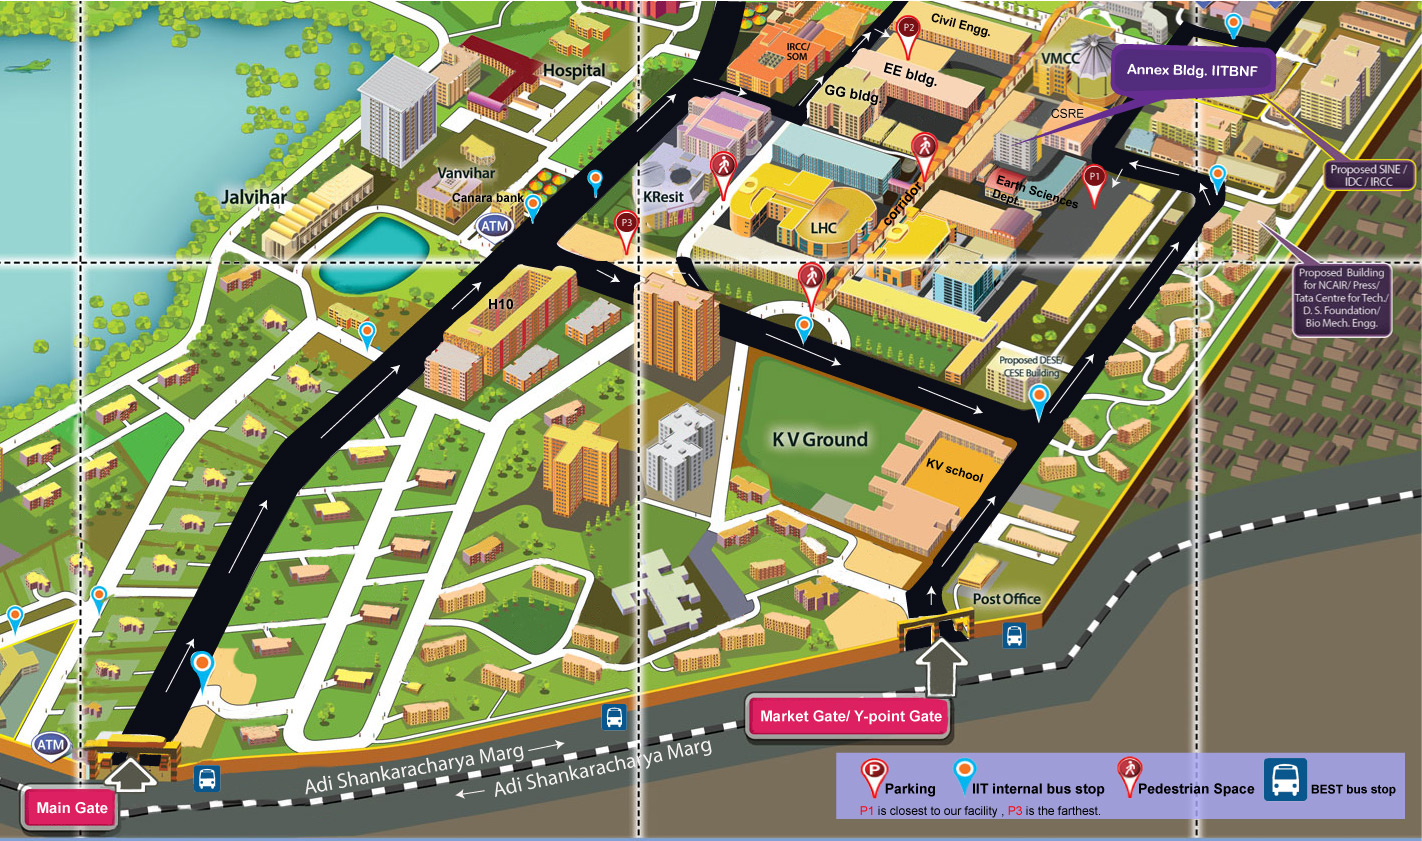 Civil Engg.
P2
IRCC/
SOM
Hospital
EE bldg.
VMCC
Annex Bldg. IITBNF
GG bldg.
CSRE
Proposed SINE /
IDC / IRCC
Vanvihar
Jalvihar
Canara bank
KResit
Earth Sciences
Dept.
P1
corridor
ATM
P3
LHC
Proposed Building
for NCAIR/ Press/
Tata Centre for Tech./
D. S. Foundation/
Bio Mech. Engg.
H10
Proposed DESE/
CESE Building
K V Ground
KV school
Post Office
Market Gate/ Y-point Gate
ATM
Adi Shankaracharya Marg
Adi Shankaracharya Marg
Main Gate
P
Parking
IIT internal bus stop
Pedestrian Space
BEST bus stop
P1 is closest to our facility , P3 is the farthest.